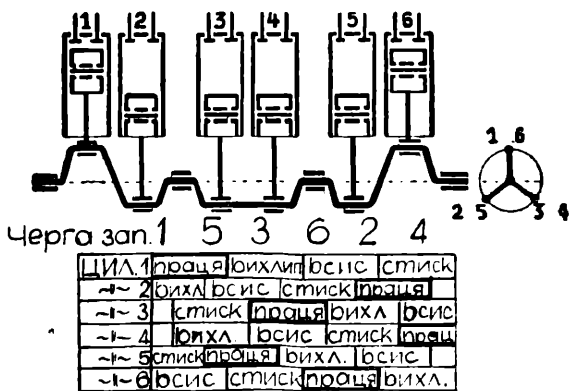 1 2 3 4 5 6
1 6
2 5 3 4
Черга зап. 1 5 3 6 2 4
ЦИЛ. 1 праця вихлип всис стиск
~ı~ 2 вихл всис стиск праця
~ı~ 3 стиск праця вихл всис
~ı~ 4 вихл. всис стиск прац
~ı~ 5 стиск праця вихл. всис
~ı~ 6 всис стиск праця вихл.